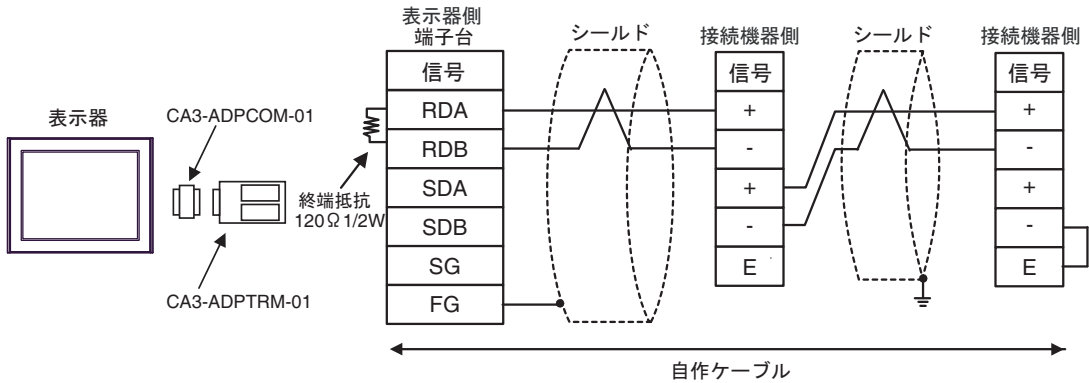 表示器
CA3-ADPCOM-01
CA3-ADPTRM-01
終端抵抗
120Ω 1/2W
表示器側
端子台
信号
RDA
RDB
SDA
SDB
SG
FG
シールド
接続機器側
信号
+
-
+
-
E
シールド
接続機器側
信号
+
-
+
-
E
自作ケーブル